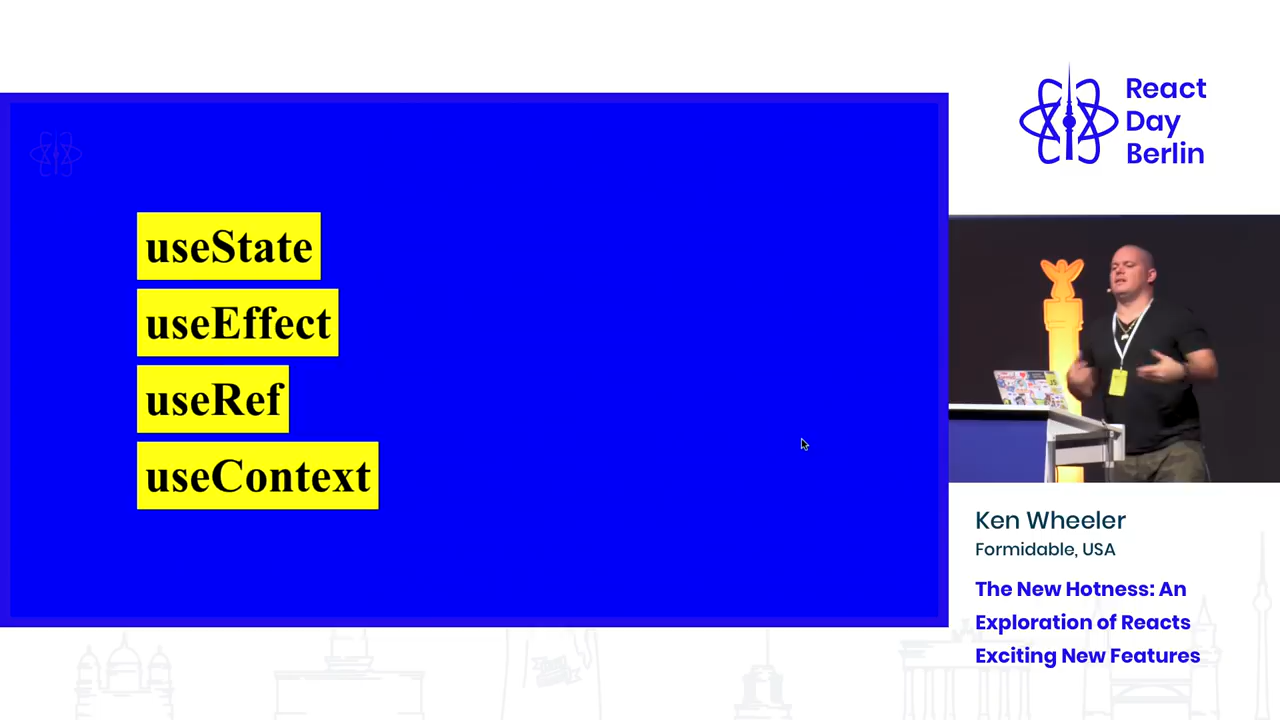 useState
useEffect
useRef
useContext
React
Day
Berlin
Ken Wheeler
Formidable, USA
The New Hotness: An
Exploration of Reacts
Exciting New Features